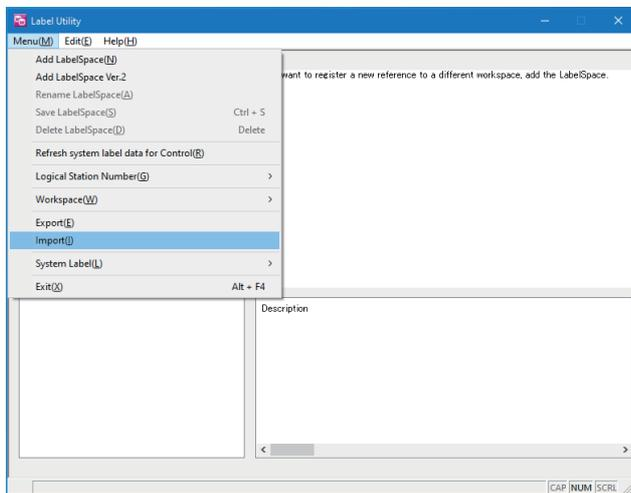 Label Utility
Menu(M) Edit(E) Help(H)
Add LabelSpace(N)
Add LabelSpace Ver.2
want to register a new reference to a different workspace, add the LabelSpace.
Rename LabelSpace(A)
Save LabelSpace(S) Ctrl + S
Delete LabelSpace(D) Delete
Refresh system label data for Control(R)
Logical Station Number(G) >
Workspace(W) >
Export(E)
Import(I)
System Label(L) >
Exit(X) Alt + F4
Description
CAP NUM SCRL